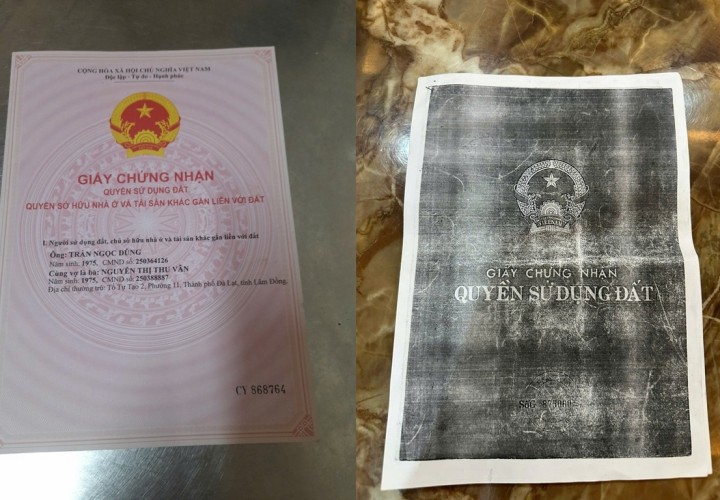 CỘNG HÒA XÃ HỘI CHỦ NGHĨA VIỆT NAM
Độc lập - Tự do - Hạnh phúc
GIẤY CHỨNG NHẬN
QUYỀN SỬ DỤNG ĐẤT
QUYỀN SỞ HỮU NHÀ Ở VÀ TÀI SẢN KHÁC GẮN LIỀN VỚI ĐẤT
I. Người sử dụng đất, chủ sở hữu nhà ở và tài sản khác gắn liền với đất
Ông: TRẦN NGỌC DŨNG
Năm sinh: 1975, CMND số: 250364126
Cùng vợ là bà: NGUYỄN THỊ THU VÂN
Năm sinh: 1975, CMND số: 250388887
Địa chỉ thường trú: Tổ Tự Tạo 2, Phường 11, Thành phố Đà Lạt, tỉnh Lâm Đồng.
CY 868764
VIỆT NAM
GIẤY CHỨNG NHẬN
QUYỀN SỬ DỤNG ĐẤT